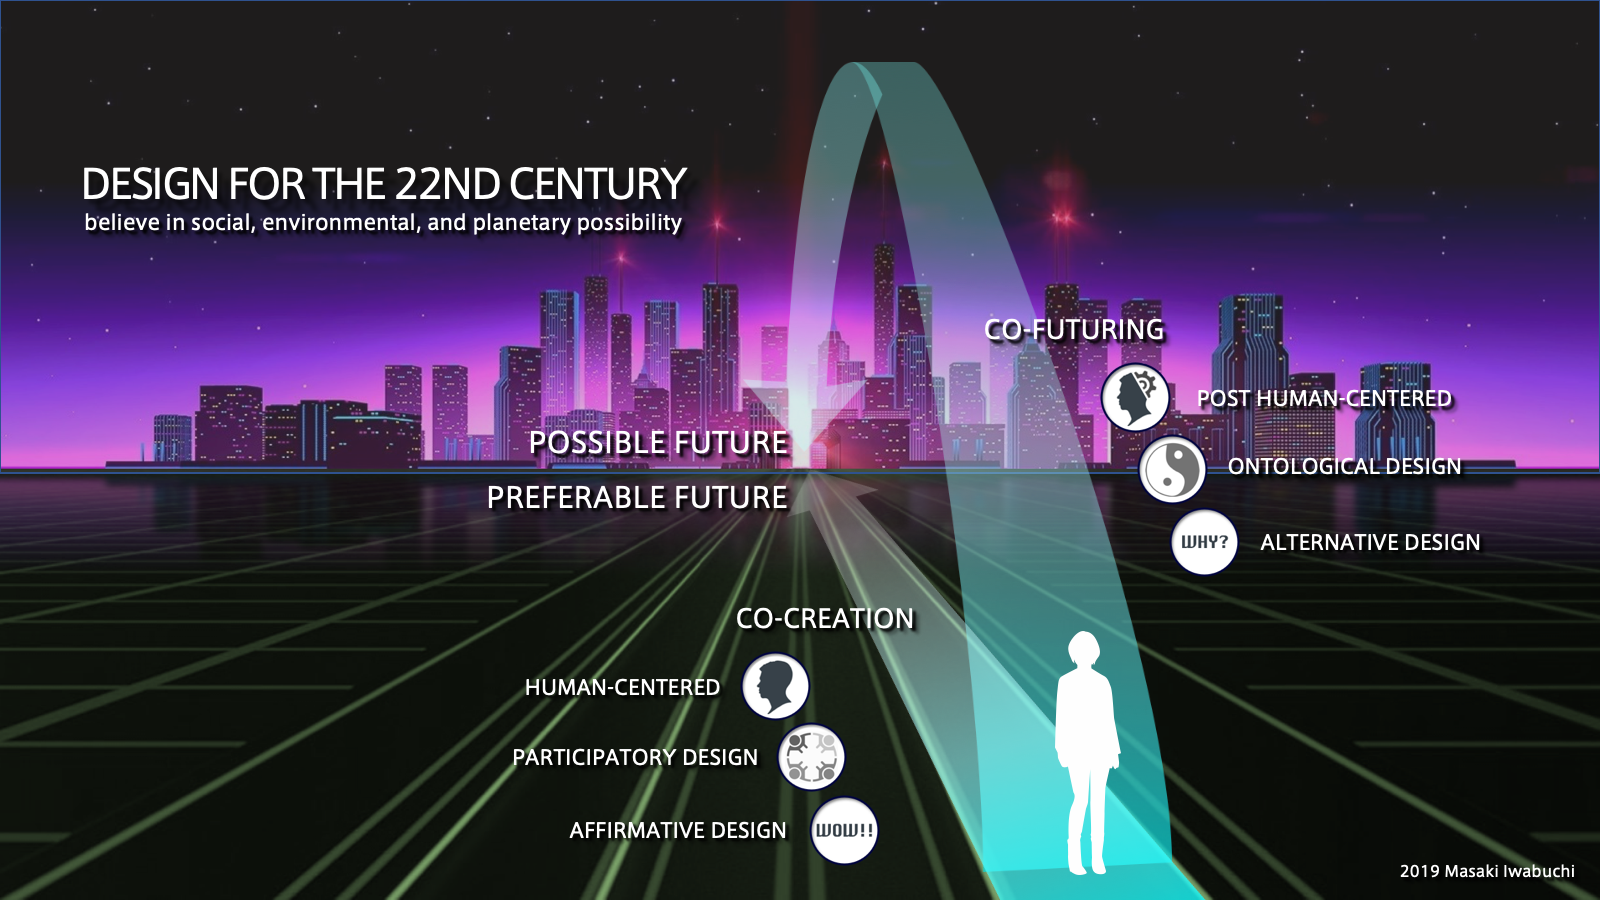 DESIGN FOR THE 22ND CENTURY
believe in social, environmental, and planetary possibility
CO-FUTURING
POST HUMAN-CENTERED
ONTOLOGICAL DESIGN
WHY?
ALTERNATIVE DESIGN
POSSIBLE FUTURE
PREFERABLE FUTURE
CO-CREATION
HUMAN-CENTERED
PARTICIPATORY DESIGN
AFFIRMATIVE DESIGN
WOW!!
2019 Masaki Iwabuchi